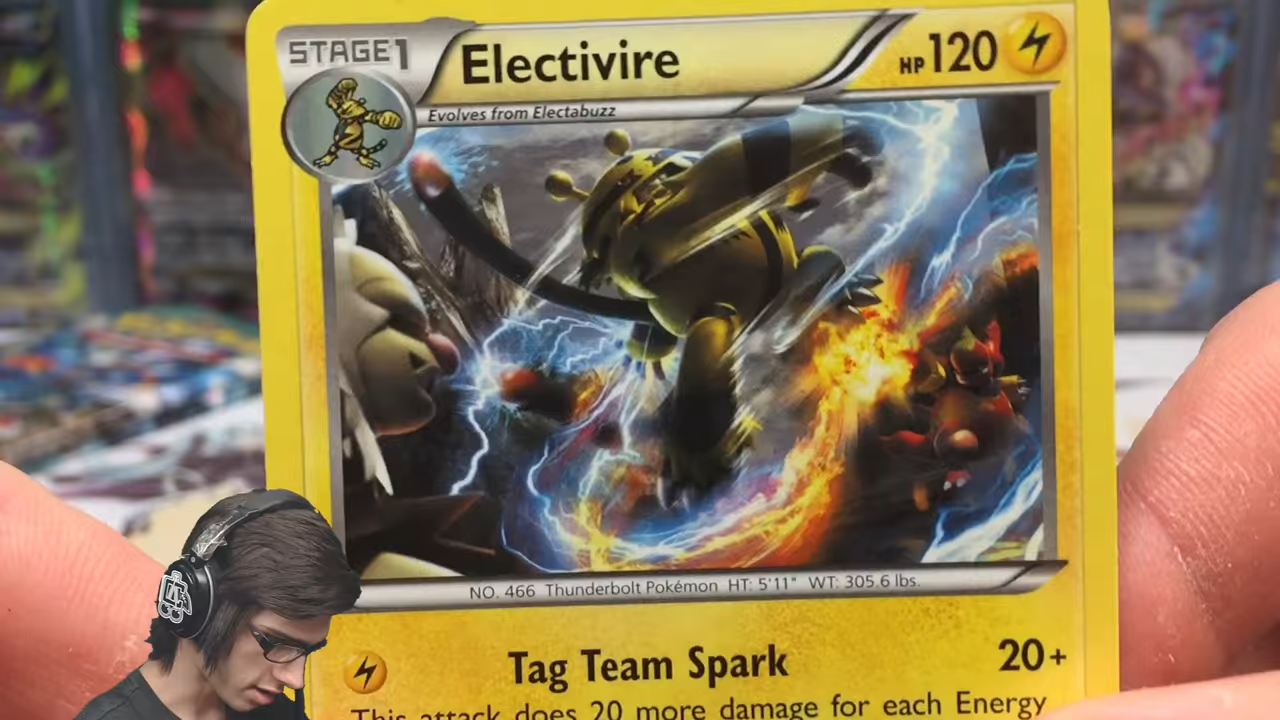 STAGE1
Electivire
HP120
Evolves from Electabuzz
NO. 466 Thunderbolt Pokémon HT: 5'11" WT: 305.6 lbs.
Tag Team Spark 20+
This attack does 20 more damage for each Energy